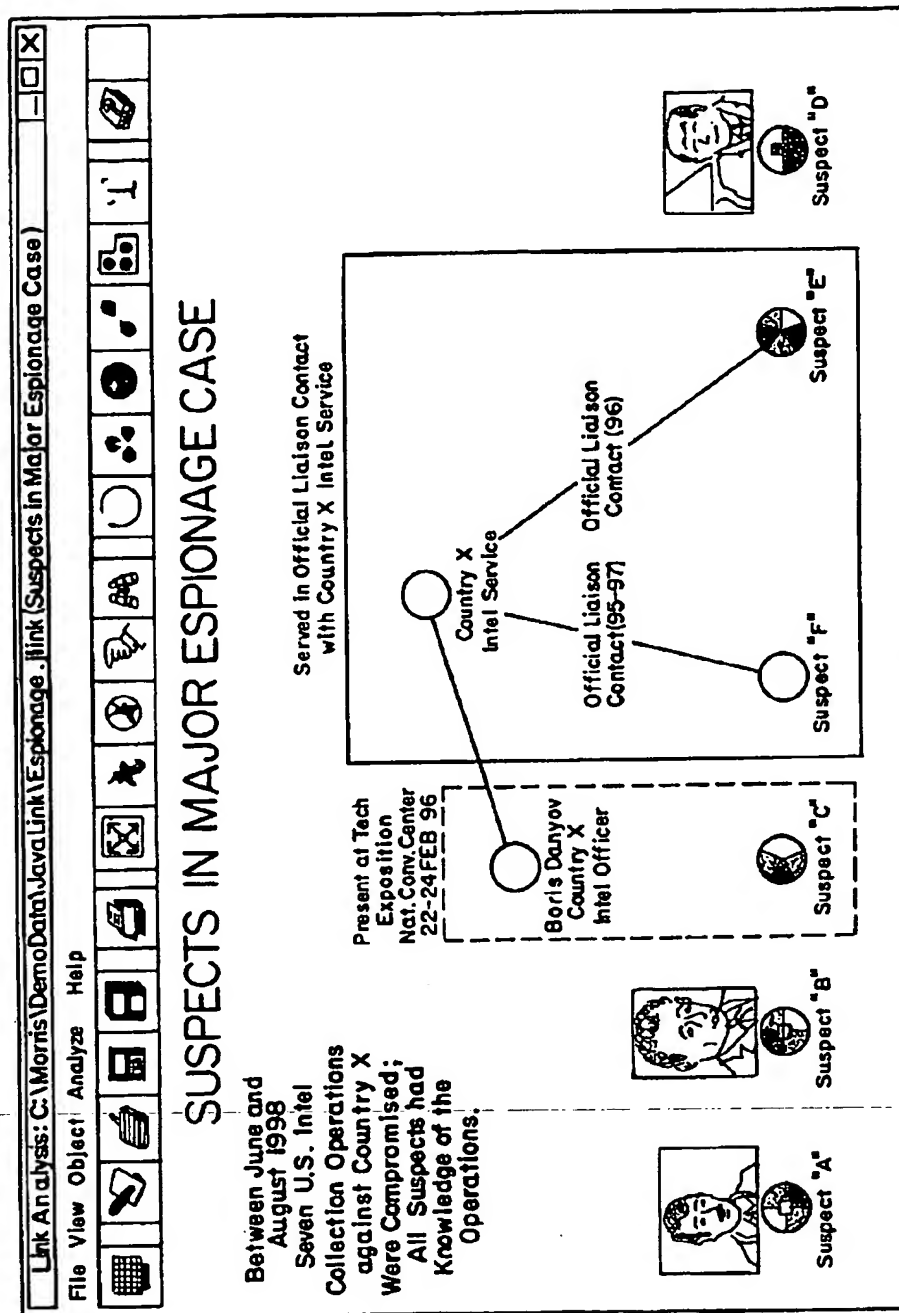 Link Analysis: C:\Morris\DemoData\JavaLink\Espionage.jlink (Suspects in Major Espionage Case)
File View Object Analyze Help
SUSPECTS IN MAJOR ESPIONAGE CASE
Between June and
August 1998
Seven U.S. Intel
Collection Operations
against Country X
Were Compromised;
All Suspects had
Knowledge of the
Operations.
Present at Tech
Exposition
Nat. Conv. Center
22-24 FEB 96
Boris Danyov
Country X
Intel Officer
Served in Official Liaison Contact
with Country X Intel Service
Country X
Intel Service
Official Liaison
Contact (95-97)
Official Liaison
Contact (96)
Suspect "A"
Suspect "B"
Suspect "C"
Suspect "F"
Suspect "E"
Suspect "D"